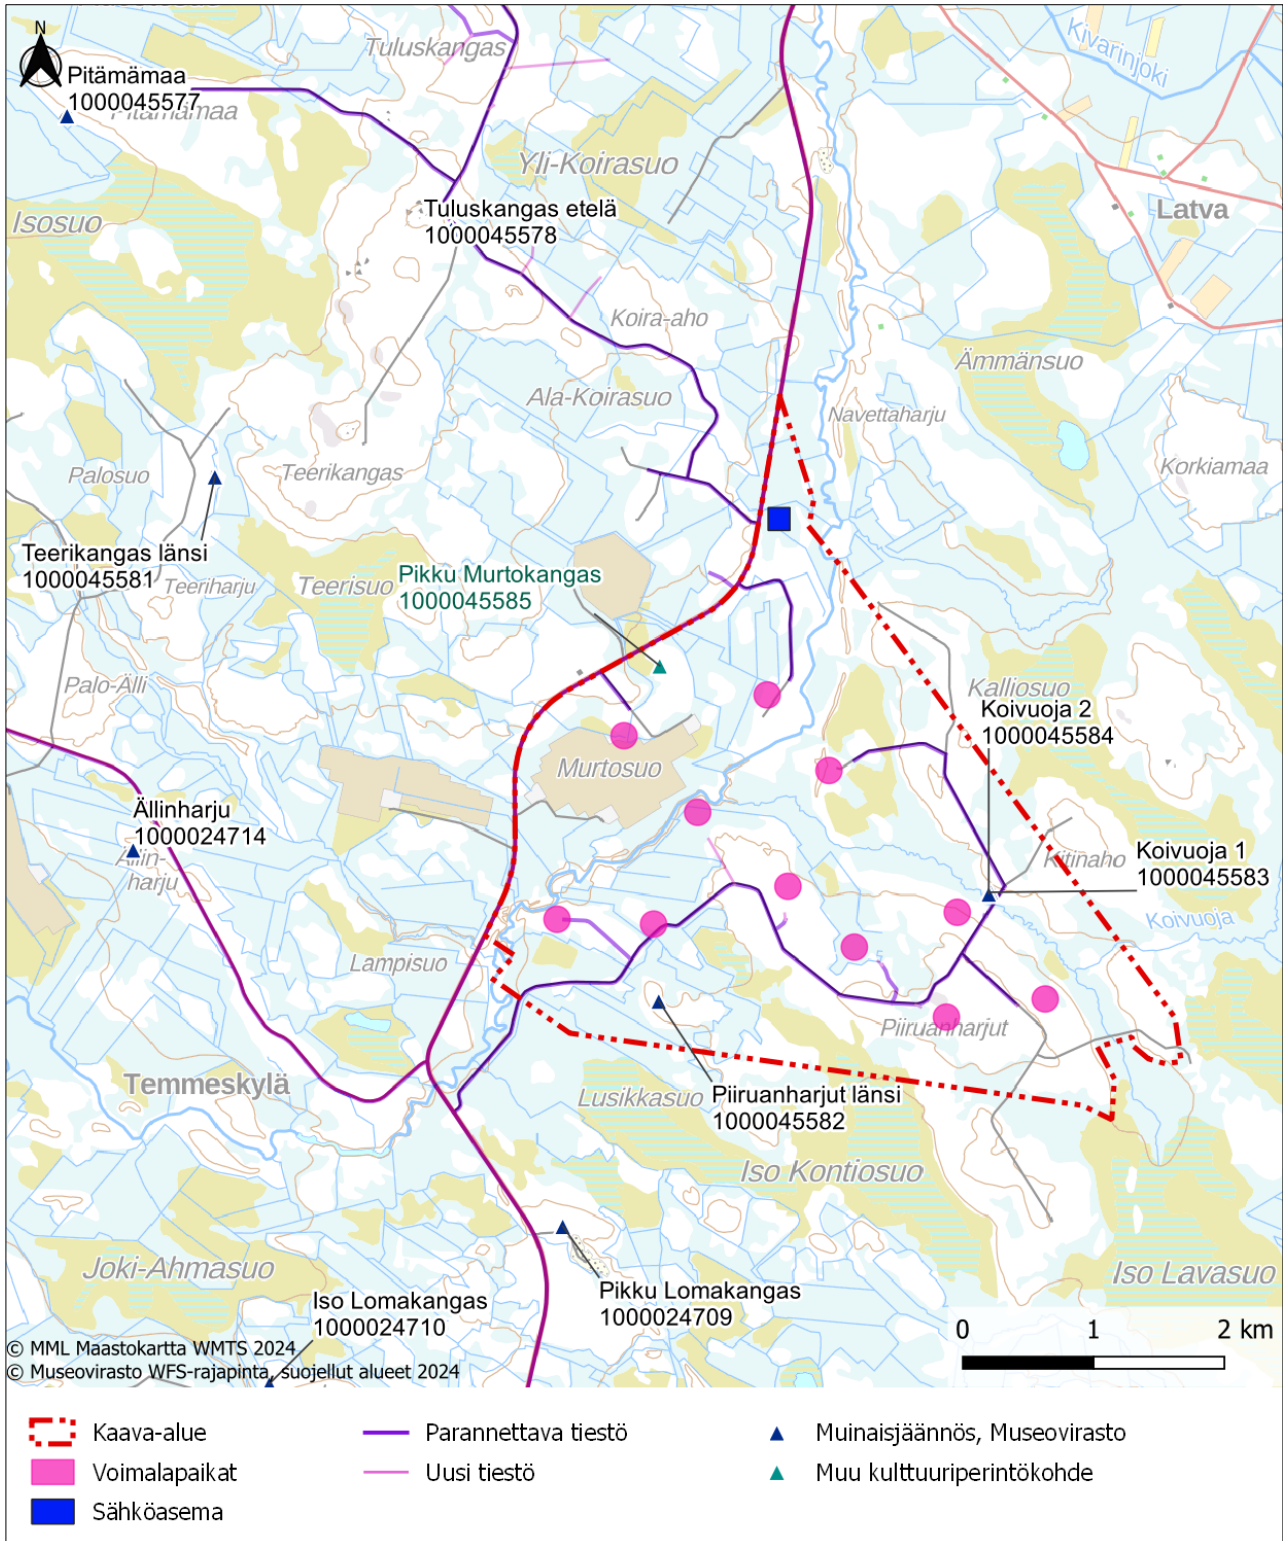 N
Pitämämaa
1000045577
Pitämämaa
Tuluskangas
Kivarinjoki
Yli-Koirasuo
Isosuo
Tuluskangas etelä
1000045578
Latva
Koira-aho
Ämmänsuo
Ala-Koirasuo
Navettaharju
Palosuo
Teerikangas
Korkiamaa
Teerikangas länsi
1000045581
Teeriharju
Teerisuo
Pikku Murtokangas
1000045585
Palo-Älli
Kalliosuo
Koivuoja 2
1000045584
Murtosuo
Ällinharju
1000024714
Ällin-
harju
Kitinaho
Koivuoja 1
1000045583
Koivuoja
Lampisuo
Piiruanharjut
Temmeskylä
Lusikkasuo
Piiruanharjut länsi
1000045582
Iso Kontiosuo
Joki-Ahmasuo
Iso Lavasuo
Iso Lomakangas
1000024710
Pikku Lomakangas
1000024709
0 1 2 km
© MML Maastokartta WMTS 2024
© Museovirasto WFS-rajapinta, suojellut alueet 2024
Kaava-alue
Voimalapaikat
Sähköasema
Parannettava tiestö
Uusi tiestö
Muinaisjäännös, Museovirasto
Muu kulttuuriperintökohde